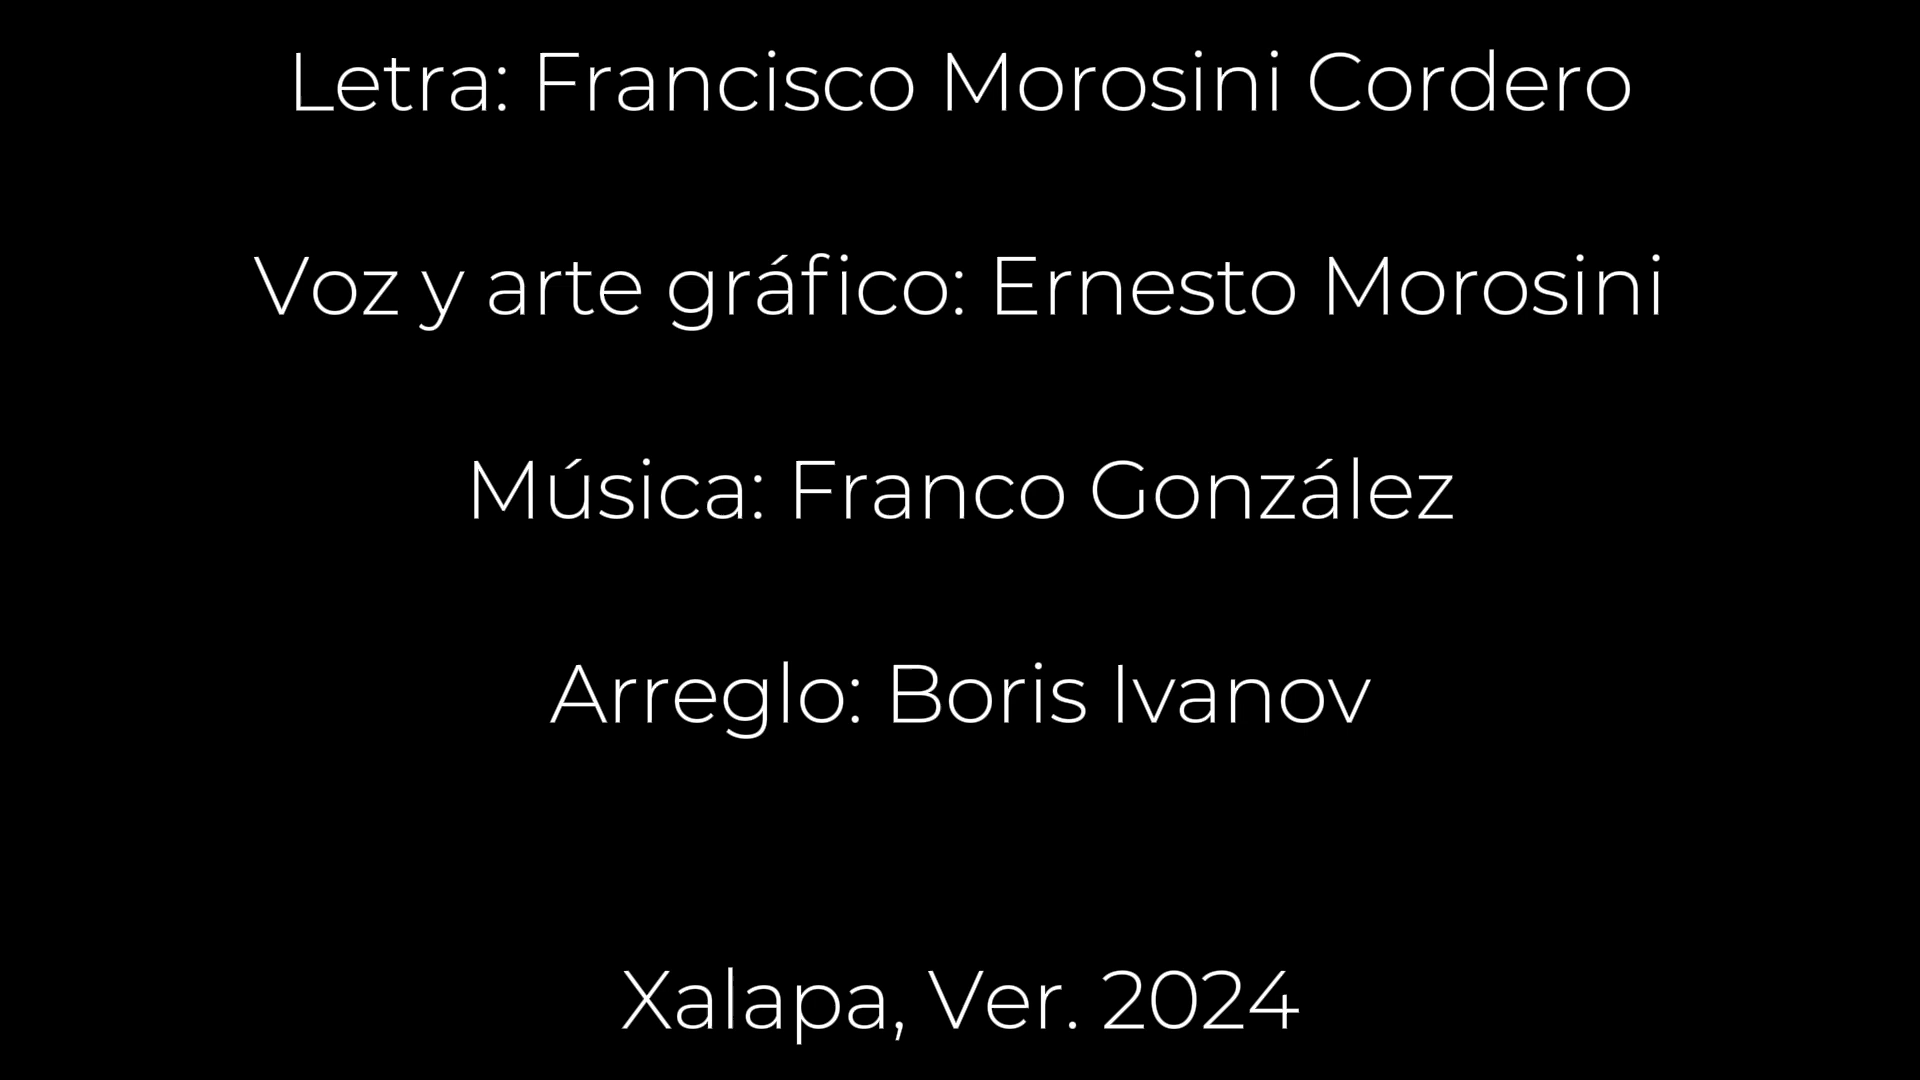 Letra: Francisco Morosini Cordero
Voz y arte gráfico: Ernesto Morosini
Música: Franco González
Arreglo: Boris Ivanov
Xalapa, Ver. 2024